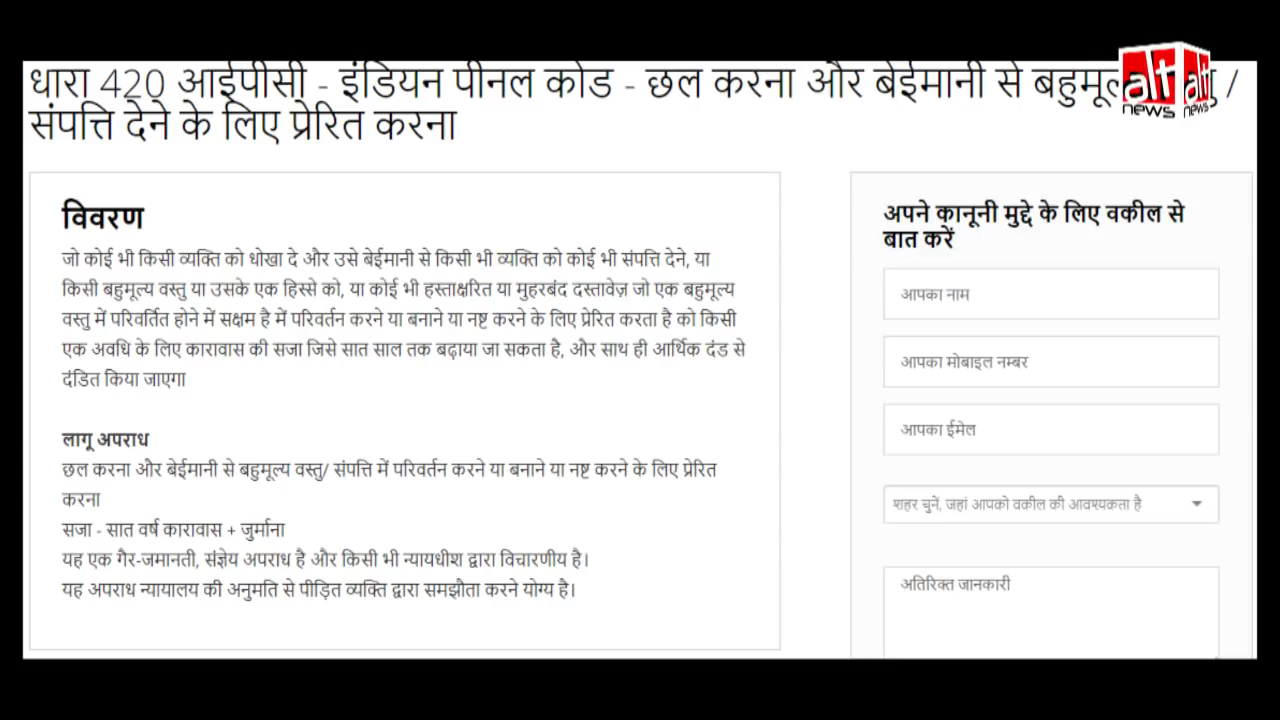 धारा 420 आईपीसी - इंडियन पीनल कोड - छल करना और बेईमानी से /
संपत्ति देने के लिए प्रेरित करना
alt alt
news news
विवरण
जो कोई भी किसी व्यक्ति को धोखा दे और उसे बेईमानी से किसी भी व्यक्ति को कोई भी संपत्ति देने, या
किसी बहुमूल्य वस्तु या उसके एक हिस्से को, या कोई भी हस्ताक्षरित या मुहरबंद दस्तावेज़ जो एक बहुमूल्य
वस्तु में परिवर्तित होने में सक्षम है में परिवर्तन करने या बनाने या नष्ट करने के लिए प्रेरित करता है को किसी
एक अवधि के लिए कारावास की सजा जिसे सात साल तक बढ़ाया जा सकता है, और साथ ही आर्थिक दंड से
दंडित किया जाएगा
लागू अपराध
छल करना और बेईमानी से बहुमूल्य वस्तु/ संपत्ति में परिवर्तन करने या बनाने या नष्ट करने के लिए प्रेरित
करना
सजा - सात वर्ष कारावास + जुर्माना
यह एक गैर-जमानती, संज्ञेय अपराध है और किसी भी न्यायधीश द्वारा विचारणीय है।
यह अपराध न्यायालय की अनुमति से पीड़ित व्यक्ति द्वारा समझौता करने योग्य है।
अपने कानूनी मुद्दे के लिए वकील से
बात करें
आपका नाम
आपका मोबाइल नम्बर
आपका ईमेल
शहर चुनें, जहां आपको वकील की आवश्यकता है
अतिरिक्त जानकारी